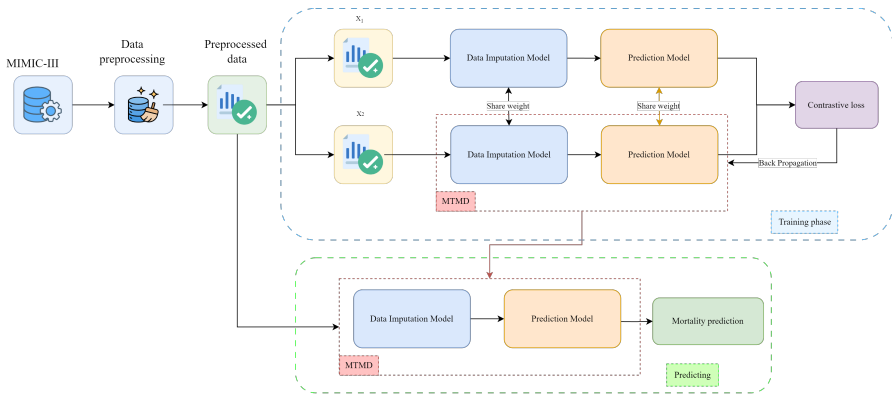 MIMIC-III
Data
preprocessing
Preprocessed
data
X1
Data Imputation Model
Prediction Model
Share weight
Share weight
Contrastive loss
X2
Data Imputation Model
Prediction Model
Back Propagation
MTMD
Training phase
Data Imputation Model
Prediction Model
Mortality prediction
MTMD
Predicting